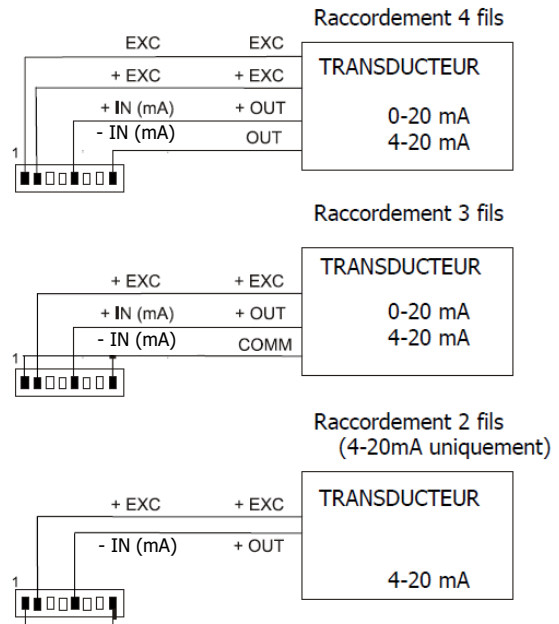 Raccordement 4 fils
EXC EXC
TRANSDUCTEUR
+ EXC + EXC
+ IN (mA) + OUT
0-20 mA
- IN (mA) OUT
4-20 mA
1
Raccordement 3 fils
TRANSDUCTEUR
+ EXC + EXC
+ IN (mA) + OUT
0-20 mA
- IN (mA) COMM
4-20 mA
1
Raccordement 2 fils
(4-20mA uniquement)
+ EXC + EXC
TRANSDUCTEUR
- IN (mA) + OUT
4-20 mA
1